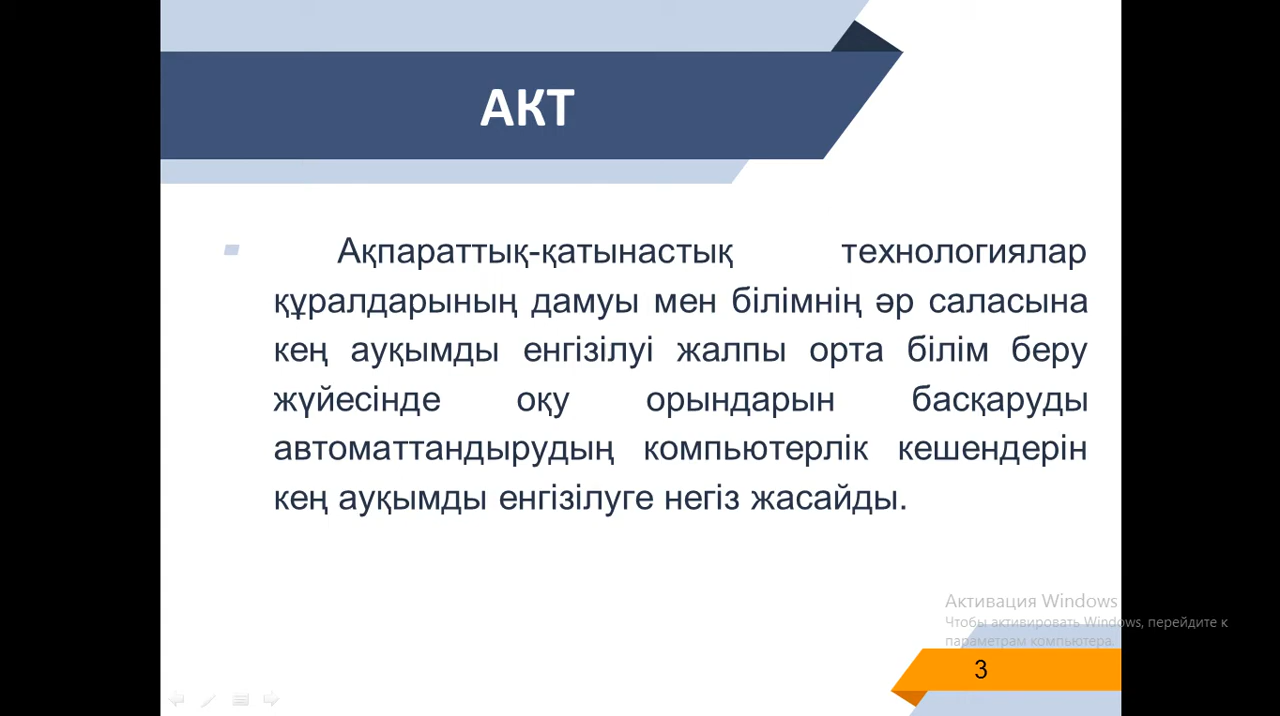 АКТ
Ақпараттық-қатынастық технологиялар
құралдарының дамуы мен білімнің әр саласына
кең ауқымды енгізілуі жалпы орта білім беру
жүйесінде оқу орындарын басқаруды
автоматтандырудың компьютерлік кешендерін
кең ауқымды енгізілуге негіз жасайды.
Активация Windows
Чтобы активировать Windows, перейдите к
параметрам компьютера.
3